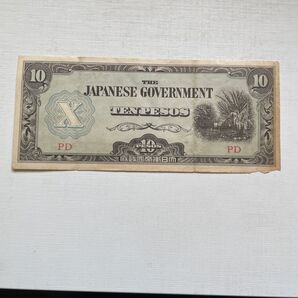 10 THE 10
JAPANESE GOVERNMENT
X TEN PESOS
PD PD
10